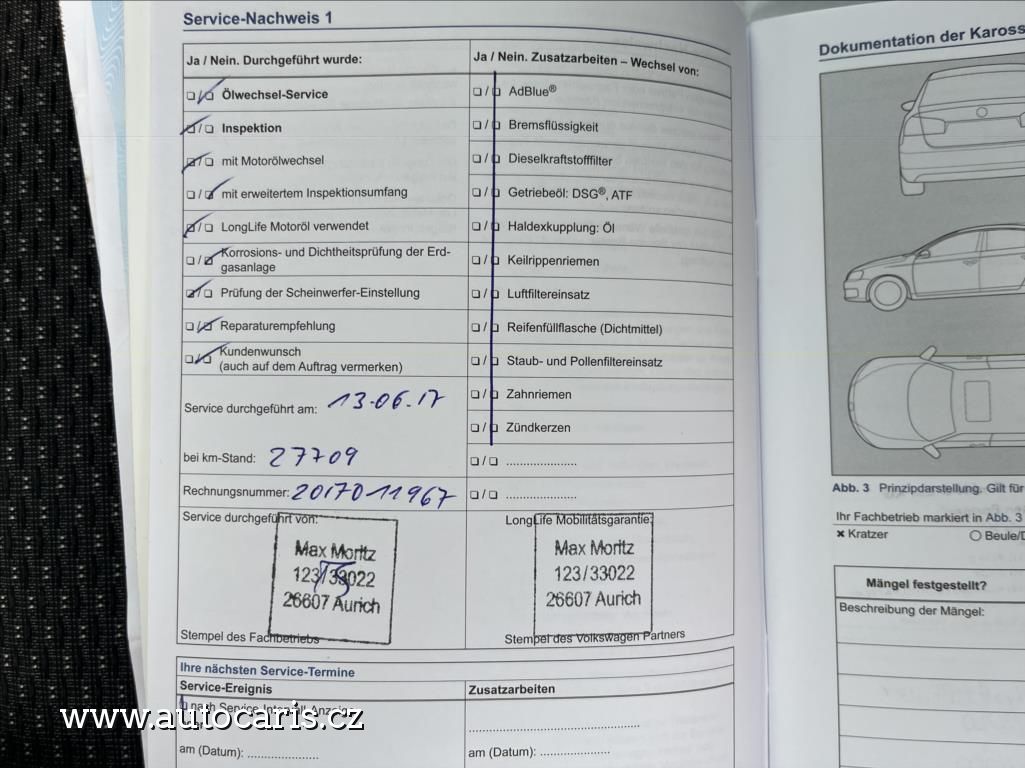 Service-Nachweis 1
Ja / Nein. Durchgeführt wurde:
Ölwechsel-Service
Inspektion
mit Motorölwechsel
mit erweitertem Inspektionsumfang
LongLife Motoröl verwendet
Korrosions- und Dichtheitsprüfung der Erd-
gasanlage
Prüfung der Scheinwerfer-Einstellung
Reparaturempfehlung
Kundenwunsch
(auch auf dem Auftrag vermerken)
Service durchgeführt am: 13.06.17
bei km-Stand: 27709
Rechnungsnummer: 2017011967
Service durchgeführt von:
Max Moritz
123/33022
26607 Aurich
Stempel des Fachbetriebs
Ja / Nein. Zusatzarbeiten – Wechsel von:
AdBlue®
Bremsflüssigkeit
Dieselkraftstofffilter
Getriebeöl: DSG®, ATF
Haldexkupplung: Öl
Keilrippenriemen
Luftfiltereinsatz
Reifenfüllflasche (Dichtmittel)
Staub- und Pollenfiltereinsatz
Zahnriemen
Zündkerzen
LongLife Mobilitätsgarantie:
Max Moritz
123/33022
26607 Aurich
Stempel des Volkswagen Partners
Ihre nächsten Service-Termine
Service-Ereignis
nach Service
am (Datum): .....................
Zusatzarbeiten
am (Datum): .....................
Dokumentation der Kaross
Abb. 3 Prinzipdarstellung. Gilt für
Ihr Fachbetrieb markiert in Abb. 3
× Kratzer
○ Beule/D
Mängel festgestellt?
Beschreibung der Mängel:
www.autocaris.cz